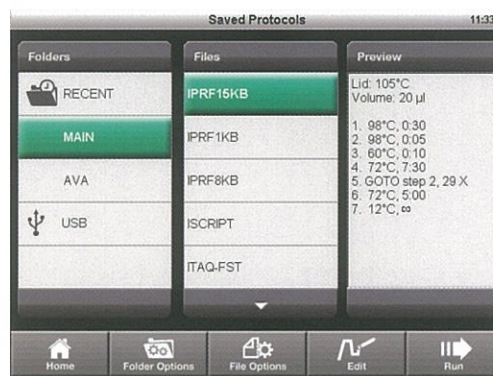 Saved Protocols
11:33
Folders
Files
Preview
RECENT
MAIN
AVA
USB
IPRF15KB
IPRF1KB
IPRF8KB
ISCRIPT
ITAQ-FST
Lid: 105°C
Volume: 20 µl
1. 98°C, 0:30
2. 98°C, 0:05
3. 60°C, 0:10
4. 72°C, 7:30
5. GOTO step 2, 29 X
6. 72°C, 5:00
7. 12°C, ∞
Home
Folder Options
File Options
Edit
Run